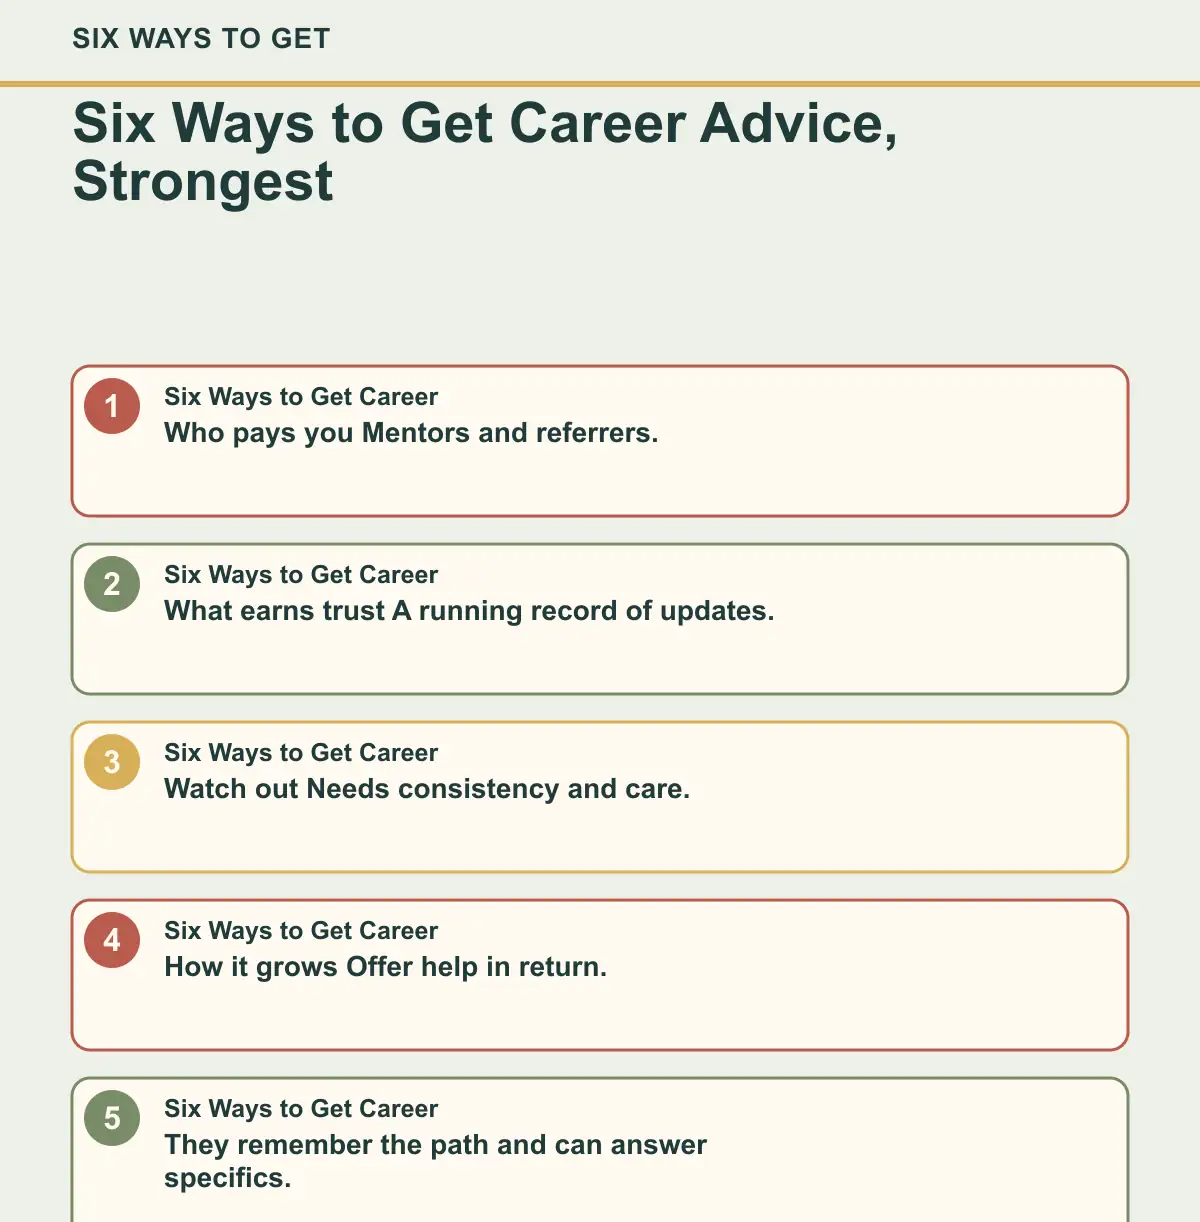 SIX WAYS TO GET
Six Ways to Get Career Advice,
Strongest
1
Six Ways to Get Career
Who pays you Mentors and referrers.
2
Six Ways to Get Career
What earns trust A running record of updates.
3
Six Ways to Get Career
Watch out Needs consistency and care.
4
Six Ways to Get Career
How it grows Offer help in return.
5
Six Ways to Get Career
They remember the path and can answer
specifics.